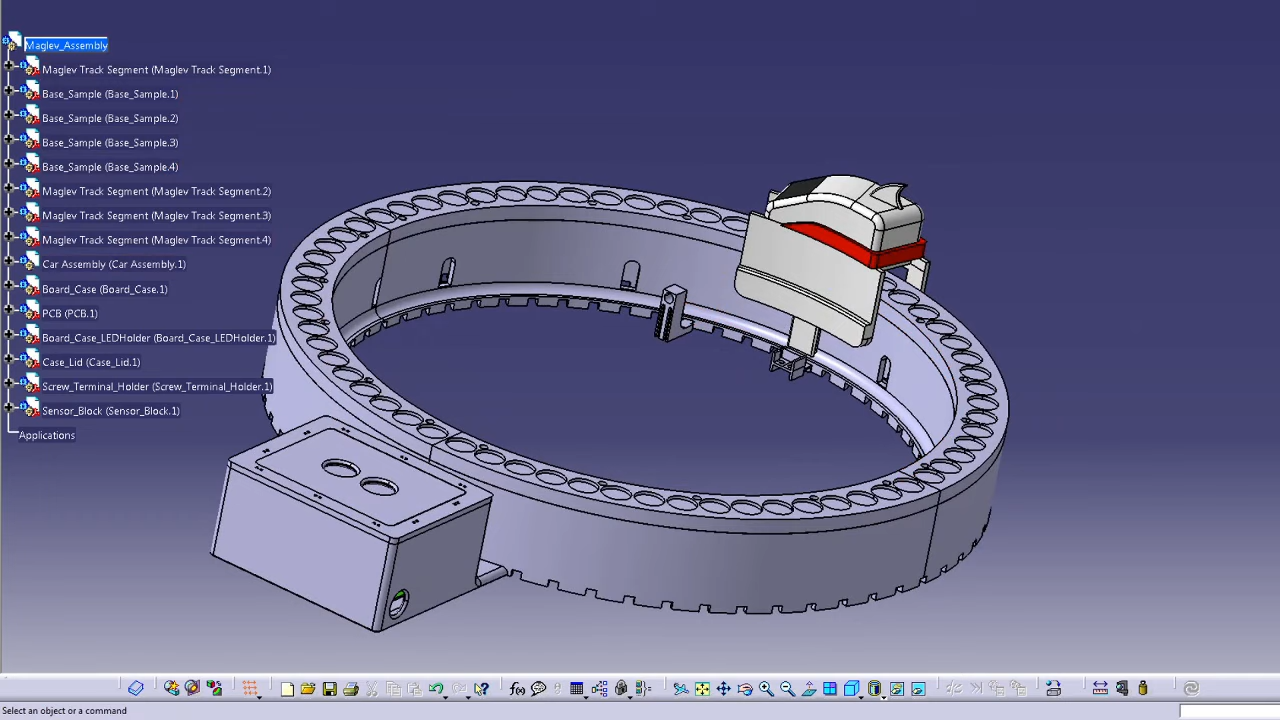 Maglev_Assembly
Maglev Track Segment (Maglev Track Segment.1)
Base_Sample (Base_Sample.1)
Base_Sample (Base_Sample.2)
Base_Sample (Base_Sample.3)
Base_Sample (Base_Sample.4)
Maglev Track Segment (Maglev Track Segment.2)
Maglev Track Segment (Maglev Track Segment.3)
Maglev Track Segment (Maglev Track Segment.4)
Car Assembly (Car Assembly.1)
Board_Case (Board_Case.1)
PCB (PCB.1)
Board_Case_LEDHolder (Board_Case_LEDHolder.1)
Case_Lid (Case_Lid.1)
Screw_Terminal_Holder (Screw_Terminal_Holder.1)
Sensor_Block (Sensor_Block.1)
Applications
f(x)
Select an object or a command